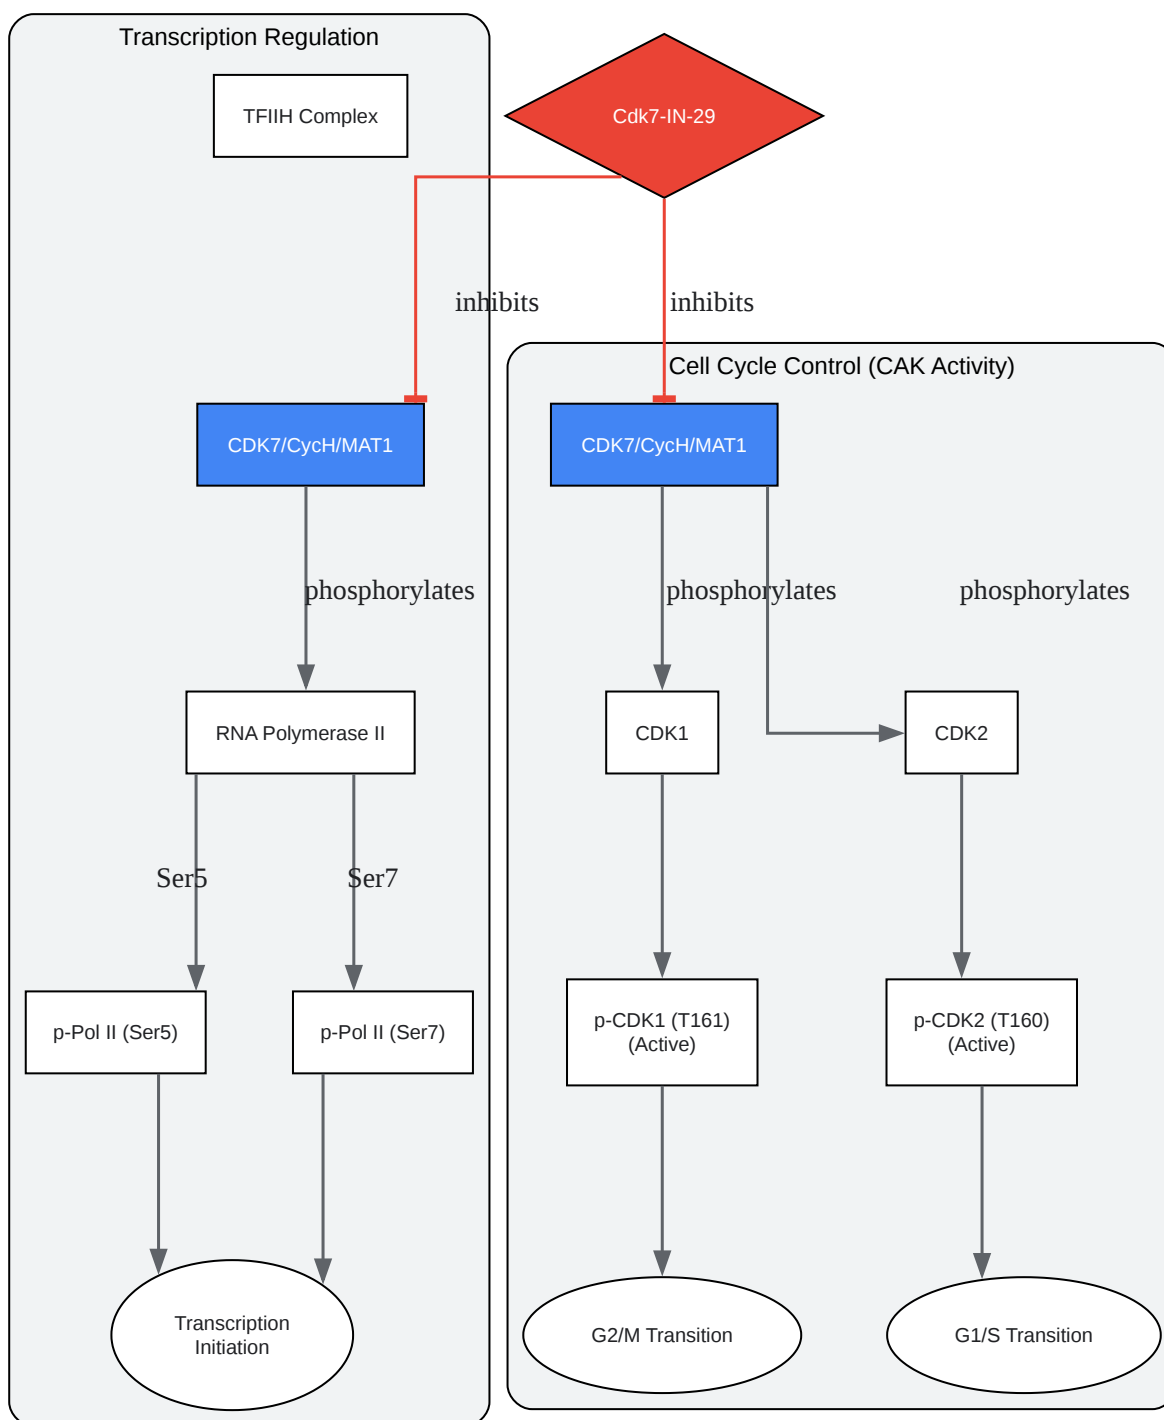 Transcription Regulation
TFIIH Complex
Cdk7-IN-29
inhibits
inhibits
Cell Cycle Control (CAK Activity)
CDK7/CycH/MAT1
CDK7/CycH/MAT1
phosphorylates
phosphorylates
phosphorylates
RNA Polymerase II
CDK1
CDK2
Ser5
Ser7
p-Pol II (Ser5)
p-Pol II (Ser7)
p-CDK1 (T161)
(Active)
p-CDK2 (T160)
(Active)
Transcription
Initiation
G2/M Transition
G1/S Transition